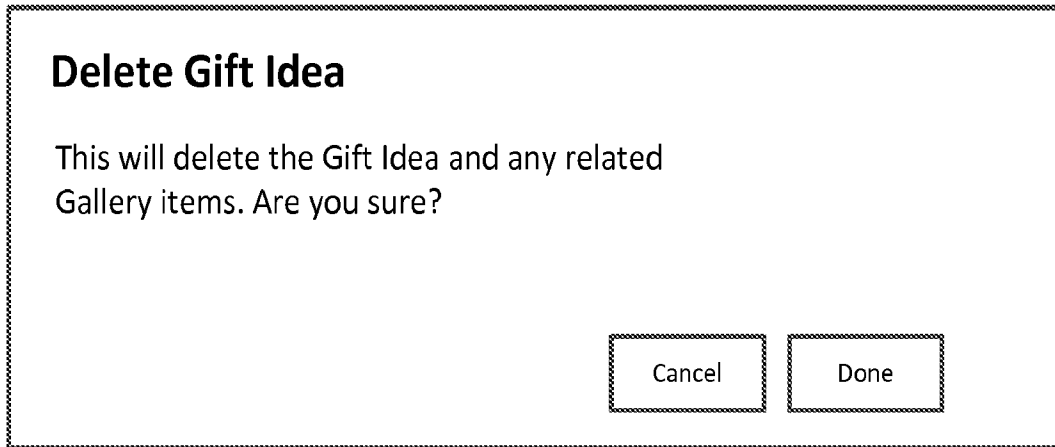 Delete Gift Idea
This will delete the Gift Idea and any related
Gallery items. Are you sure?
Cancel Done